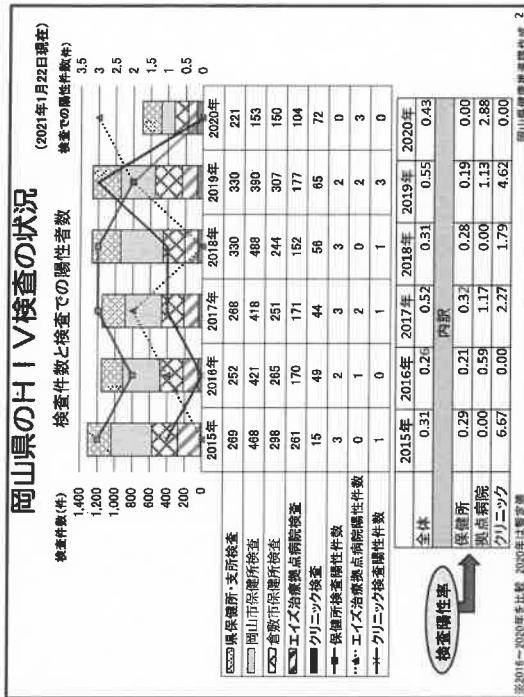 岡山県のHIV検査の状況
(2021年1月22日現在)
検査件数と検査での陽性者数
検査件数(件)
検査での陽性件数(件)
1,400
1,200
1,000
800
600
400
200
0
3.5
3
2.5
2
1.5
1
0.5
0
2015年 2016年 2017年 2018年 2019年 2020年
県保健所・支所検査 269 252 268 330 330 221
岡山市保健所検査 468 421 418 488 390 153
倉敷市保健所検査 298 265 251 244 307 150
エイズ治療拠点病院検査 261 170 171 152 177 104
クリニック検査 15 49 44 56 65 72
保健所検査陽性件数 3 2 3 3 2 0
エイズ治療拠点病院陽性件数 0 1 2 0 2 3
クリニック検査陽性件数 1 0 1 1 3 0
検査陽性率
2015年 2016年 2017年 2018年 2019年 2020年
全体 0.31 0.26 0.52 0.31 0.55 0.43
内訳
保健所 0.29 0.21 0.32 0.28 0.19 0.00
拠点病院 0.00 0.59 1.17 0.00 1.13 2.88
クリニック 6.67 0.00 2.27 1.79 4.62 0.00
2